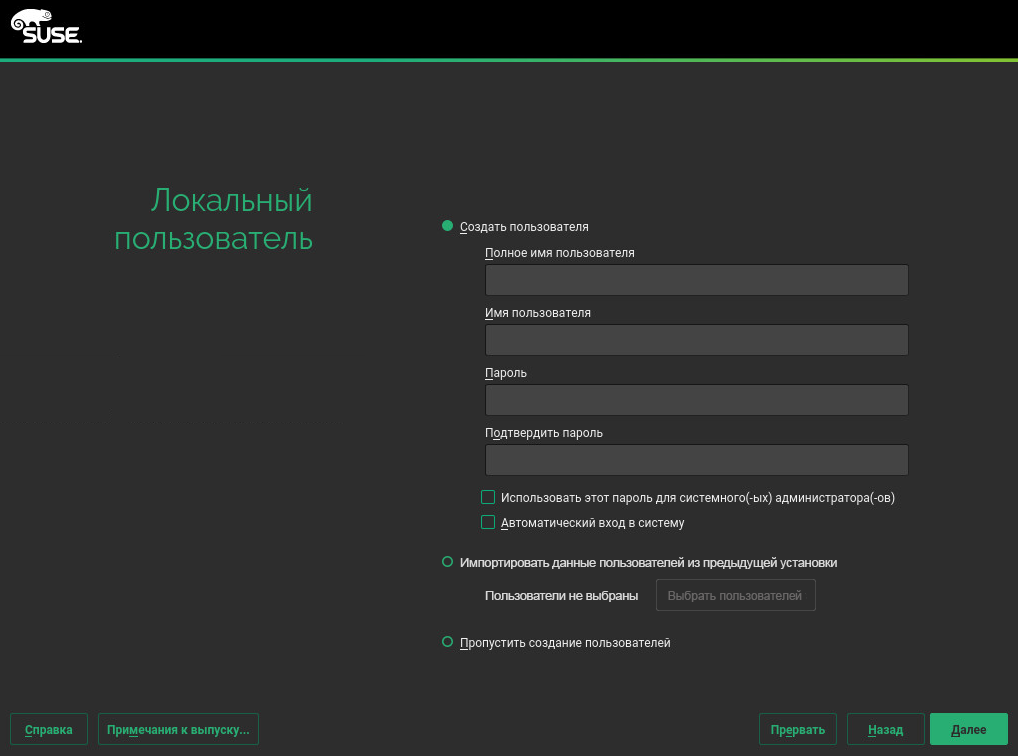 SUSE.
Локальный
пользователь
Создать пользователя
Полное имя пользователя
Имя пользователя
Пароль
Подтвердить пароль
Использовать этот пароль для системного(-ых) администратора(-ов)
Автоматический вход в систему
Импортировать данные пользователей из предыдущей установки
Пользователи не выбраны Выбрать пользователей
Пропустить создание пользователей
Справка Примечания к выпуску... Прервать Назад Далее